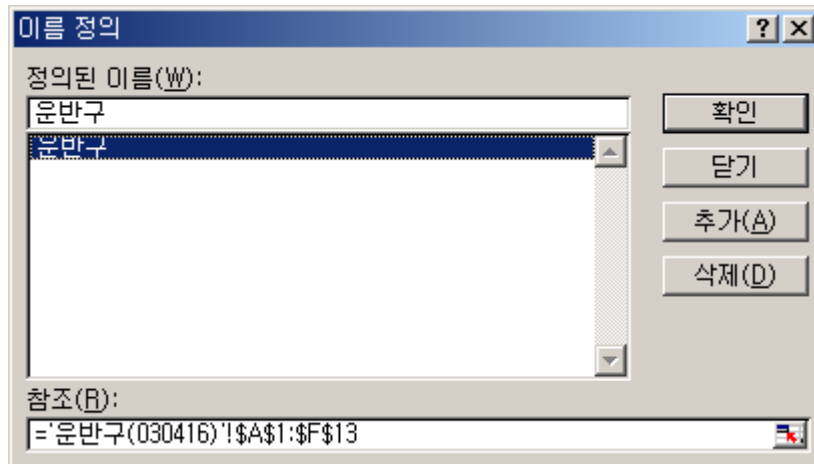 이름 정의
정의된 이름(W):
운반구
운반구
확인
닫기
추가(A)
삭제(D)
참조(R):
='운반구(030416)'!$A$1:$F$13